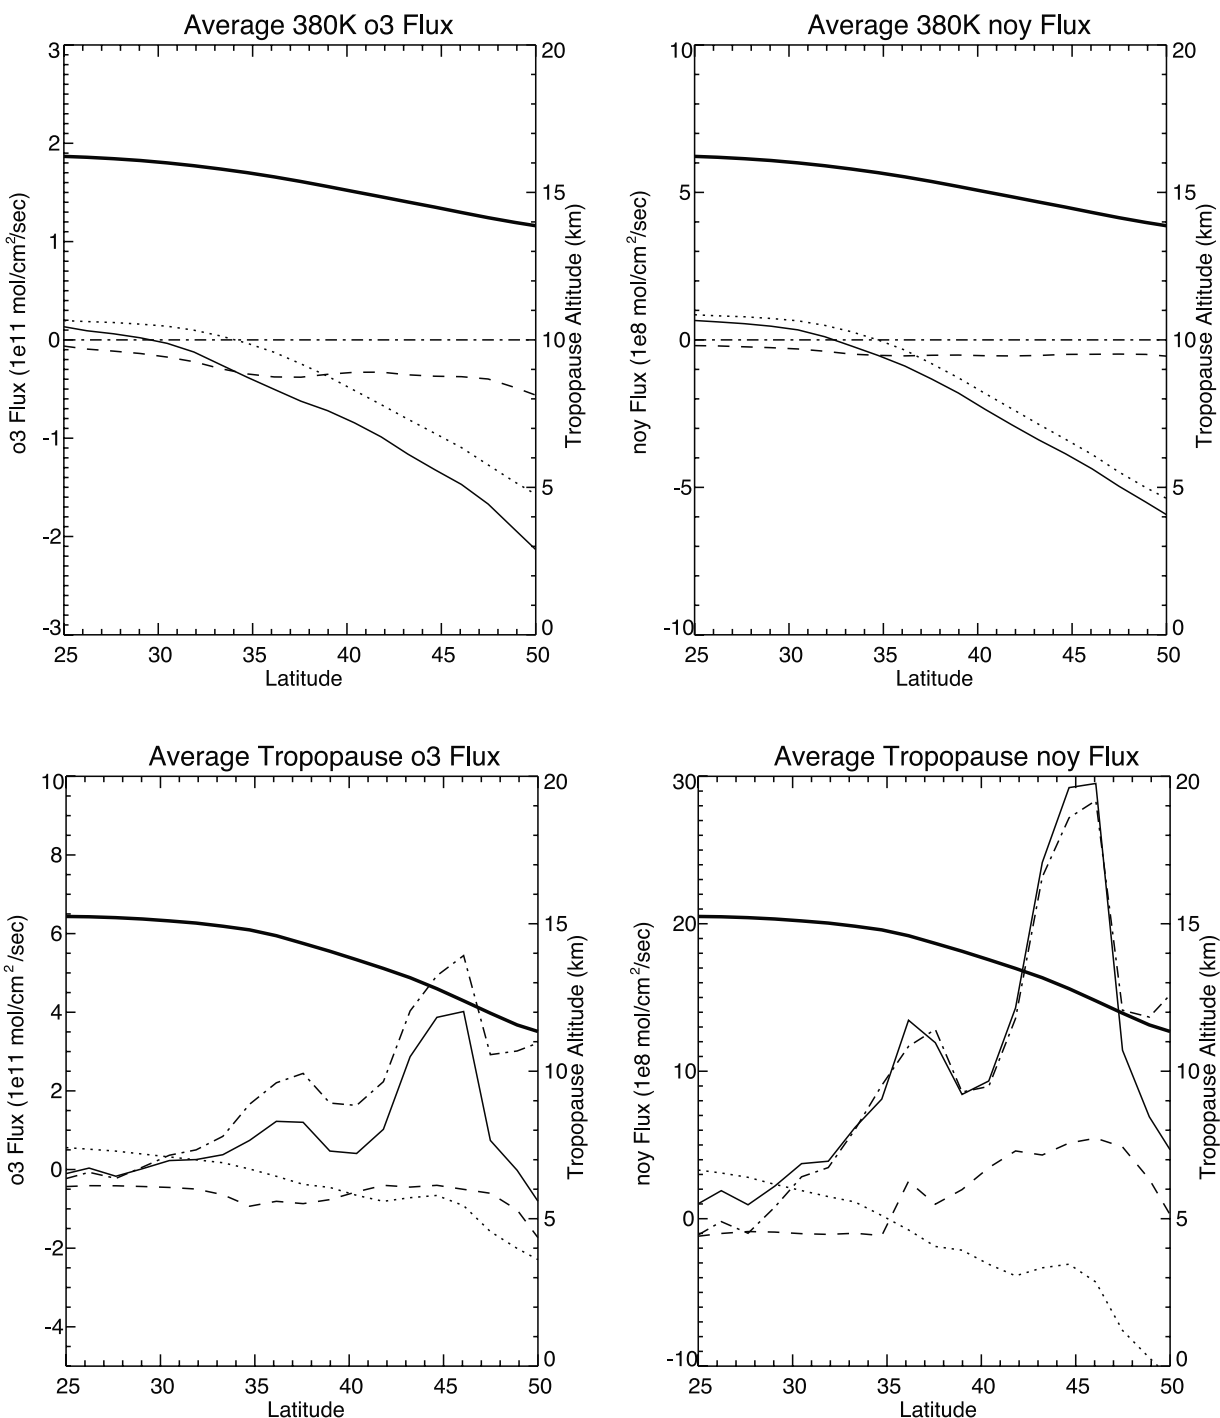 Average 380K o3 Flux
3
2
1
0
-1
-2
-3
o3 Flux (1e11 mol/cm2/sec)
20
15
10
5
0
Tropopause Altitude (km)
25 30 35 40 45 50
Latitude
Average 380K noy Flux
10
5
0
-5
-10
noy Flux (1e8 mol/cm2/sec)
20
15
10
5
0
Tropopause Altitude (km)
25 30 35 40 45 50
Latitude
Average Tropopause o3 Flux
10
8
6
4
2
0
-2
-4
o3 Flux (1e11 mol/cm2/sec)
20
15
10
5
0
Tropopause Altitude (km)
25 30 35 40 45 50
Latitude
Average Tropopause noy Flux
30
20
10
0
-10
noy Flux (1e8 mol/cm2/sec)
20
15
10
5
0
Tropopause Altitude (km)
25 30 35 40 45 50
Latitude